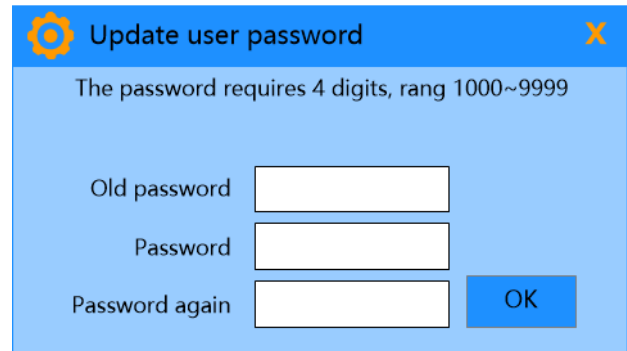 Update user password
X
The password requires 4 digits, rang 1000~9999
Old password
Password
Password again
OK